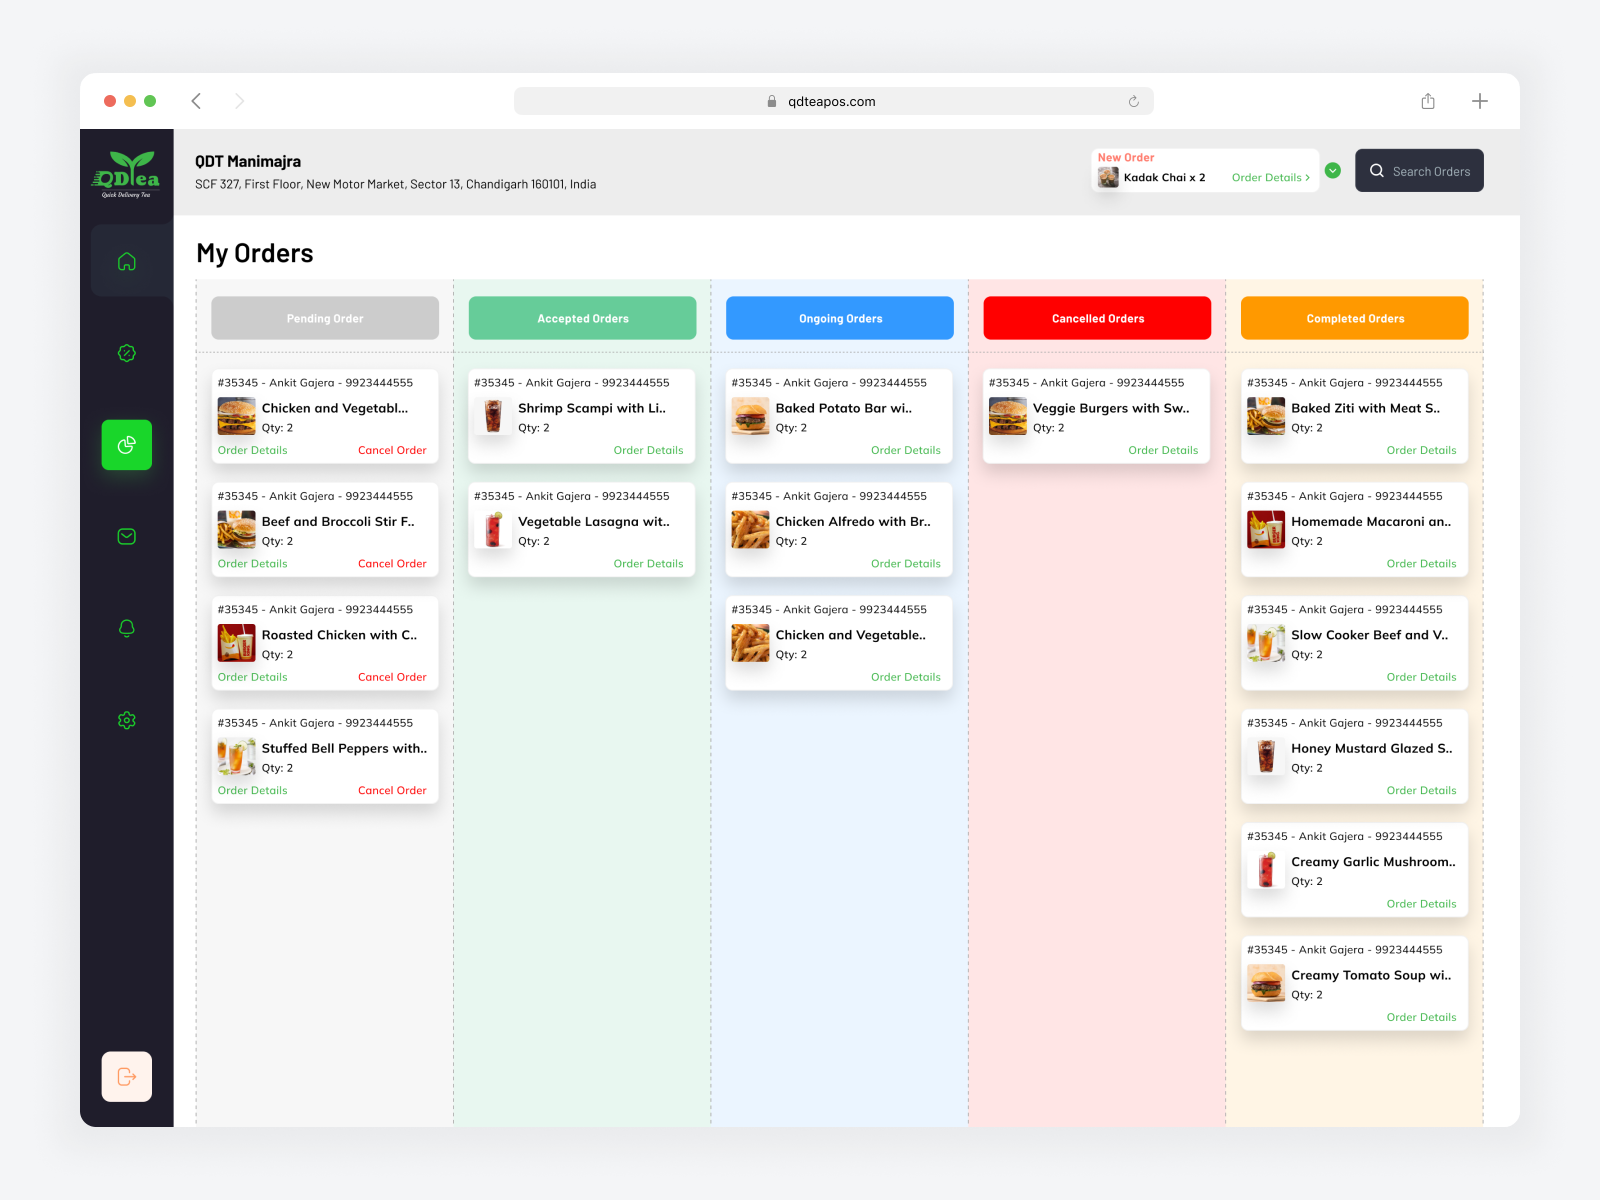 qdteapos.com
QDTea
Quick Delivery Tea
QDT Manimajra
SCF 327, First Floor, New Motor Market, Sector 13, Chandigarh 160101, India
New Order
Kadak Chai x 2
Order Details >
Search Orders
My Orders
Pending Order
#35345 - Ankit Gajera - 9923444555
Chicken and Vegetabl...
Qty: 2
Order Details Cancel Order
#35345 - Ankit Gajera - 9923444555
Beef and Broccoli Stir F..
Qty: 2
Order Details Cancel Order
#35345 - Ankit Gajera - 9923444555
Roasted Chicken with C..
Qty: 2
Order Details Cancel Order
#35345 - Ankit Gajera - 9923444555
Stuffed Bell Peppers with..
Qty: 2
Order Details Cancel Order
Accepted Orders
#35345 - Ankit Gajera - 9923444555
Shrimp Scampi with Li..
Qty: 2
Order Details
#35345 - Ankit Gajera - 9923444555
Vegetable Lasagna wit..
Qty: 2
Order Details
Ongoing Orders
#35345 - Ankit Gajera - 9923444555
Baked Potato Bar wi..
Qty: 2
Order Details
#35345 - Ankit Gajera - 9923444555
Chicken Alfredo with Br..
Qty: 2
Order Details
#35345 - Ankit Gajera - 9923444555
Chicken and Vegetable..
Qty: 2
Order Details
Cancelled Orders
#35345 - Ankit Gajera - 9923444555
Veggie Burgers with Sw..
Qty: 2
Order Details
Completed Orders
#35345 - Ankit Gajera - 9923444555
Baked Ziti with Meat S..
Qty: 2
Order Details
#35345 - Ankit Gajera - 9923444555
Homemade Macaroni an..
Qty: 2
Order Details
#35345 - Ankit Gajera - 9923444555
Slow Cooker Beef and V..
Qty: 2
Order Details
#35345 - Ankit Gajera - 9923444555
Honey Mustard Glazed S..
Qty: 2
Order Details
#35345 - Ankit Gajera - 9923444555
Creamy Garlic Mushroom..
Qty: 2
Order Details
#35345 - Ankit Gajera - 9923444555
Creamy Tomato Soup wi..
Qty: 2
Order Details